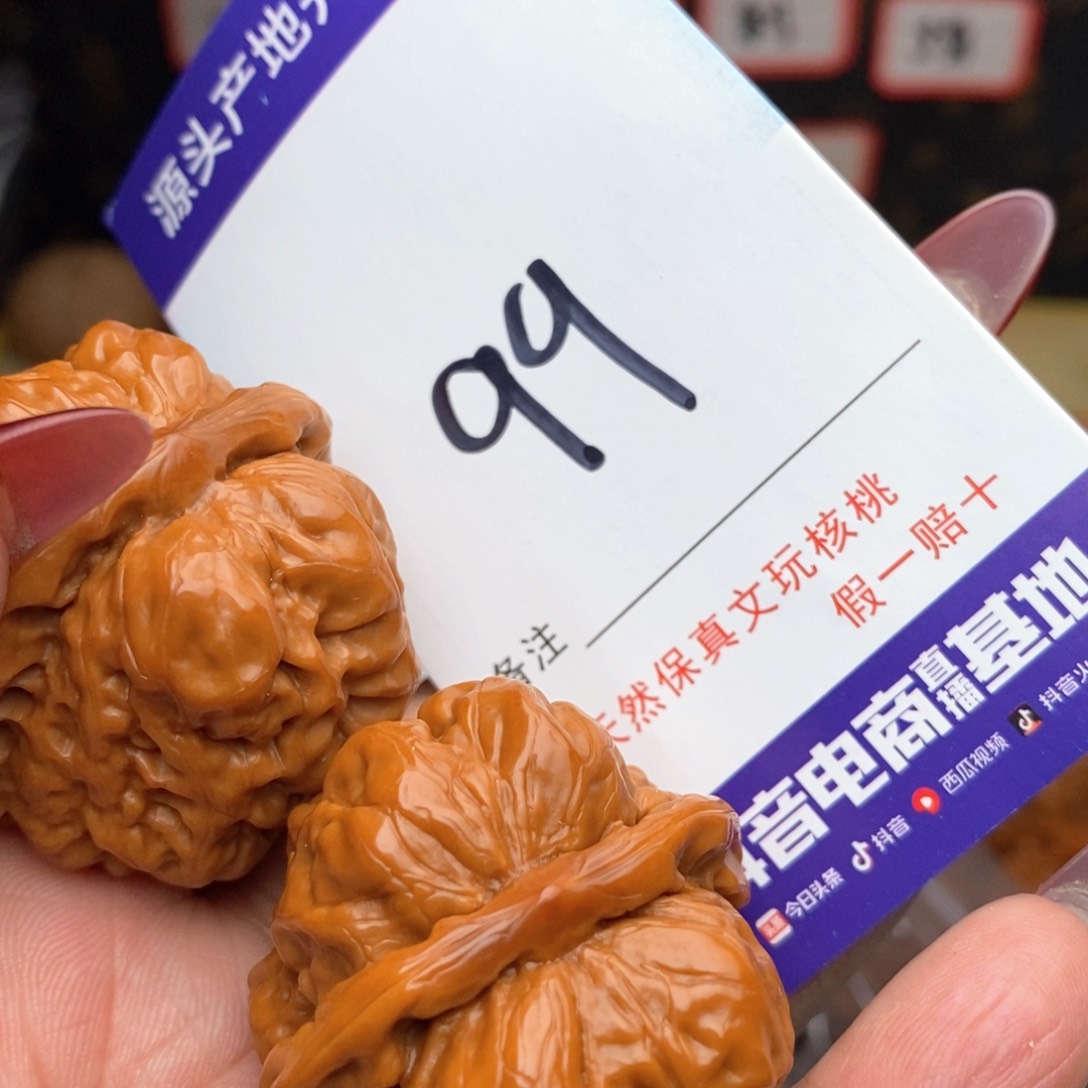 源头产地
99
备注
天然保真文玩核桃
假一赔十
抖音电商直播基地
今日头条 抖音 西瓜视频 抖音火